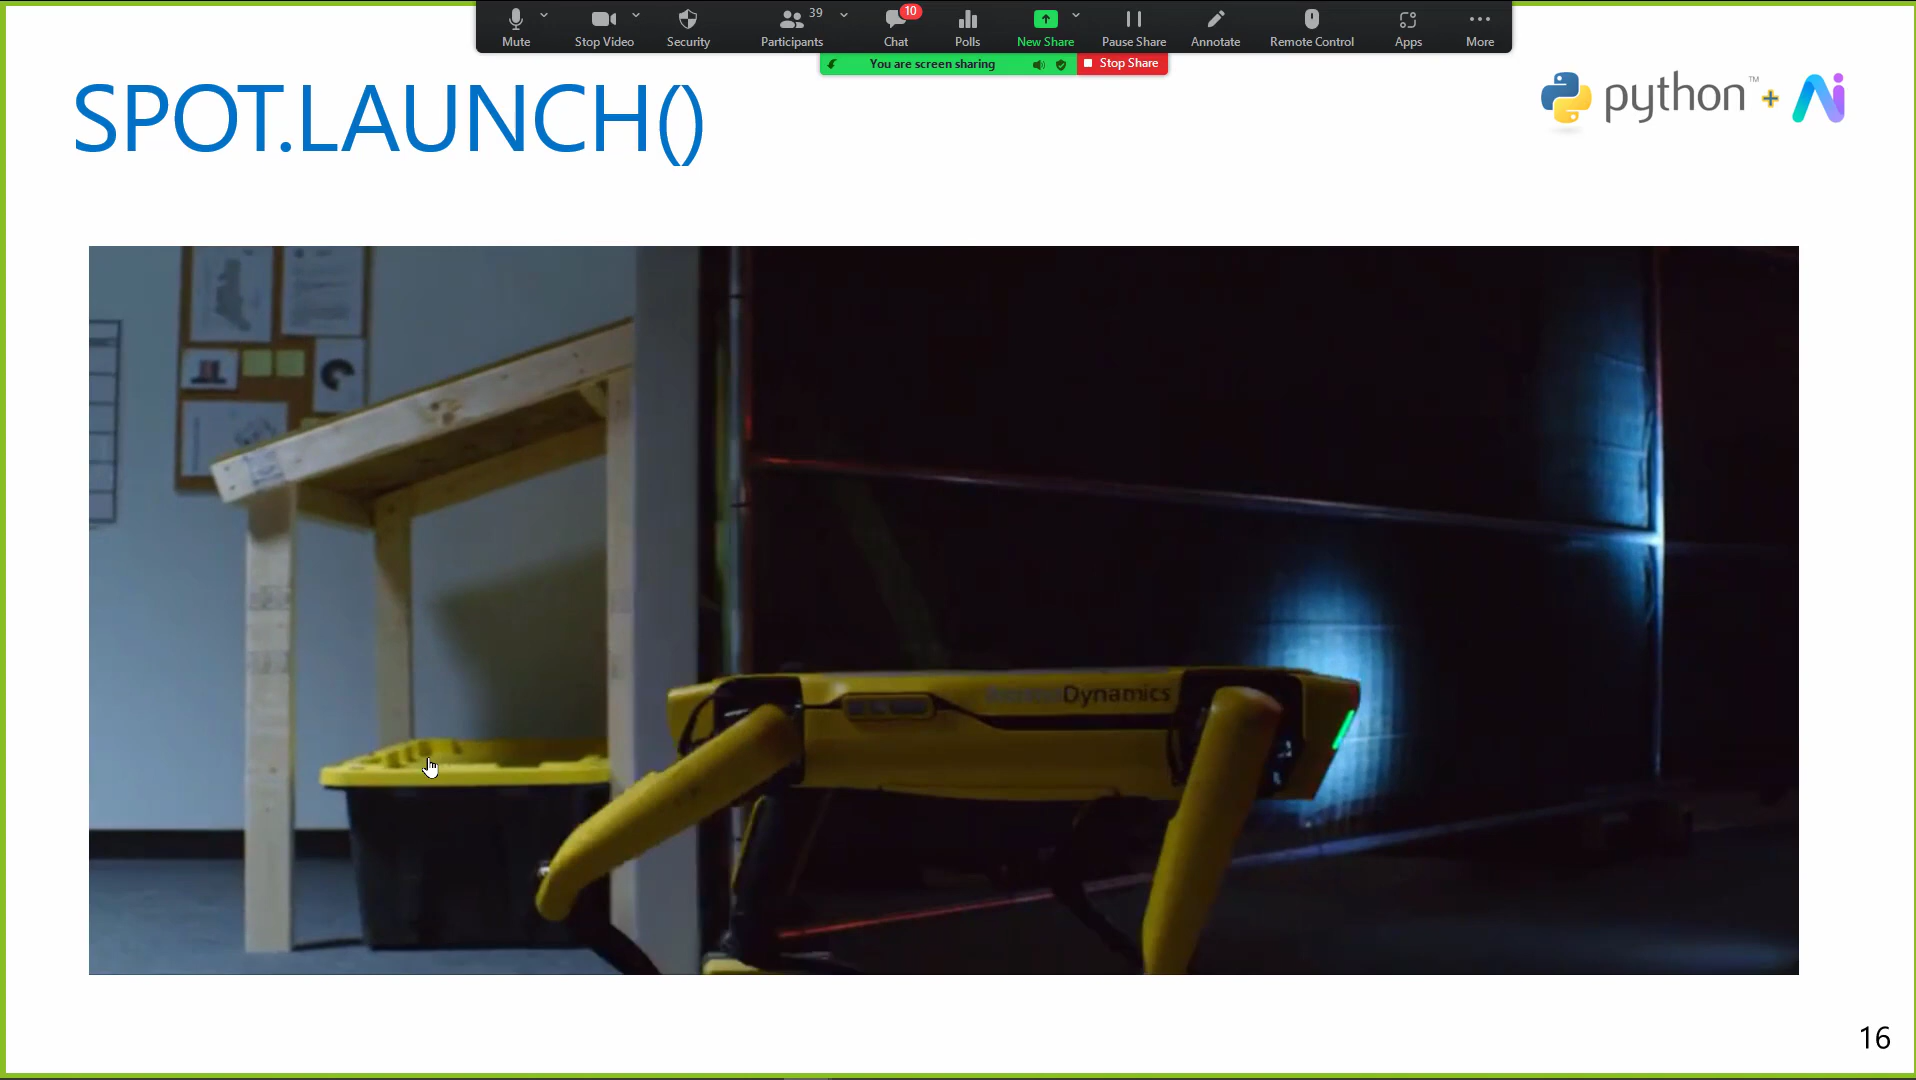 Mute
Stop Video
Security
Participants
39
Chat
10
Polls
New Share
Pause Share
Annotate
Remote Control
Apps
More
You are screen sharing
Stop Share
SPOT.LAUNCH()
python™
+
Ai
Dynamics
16